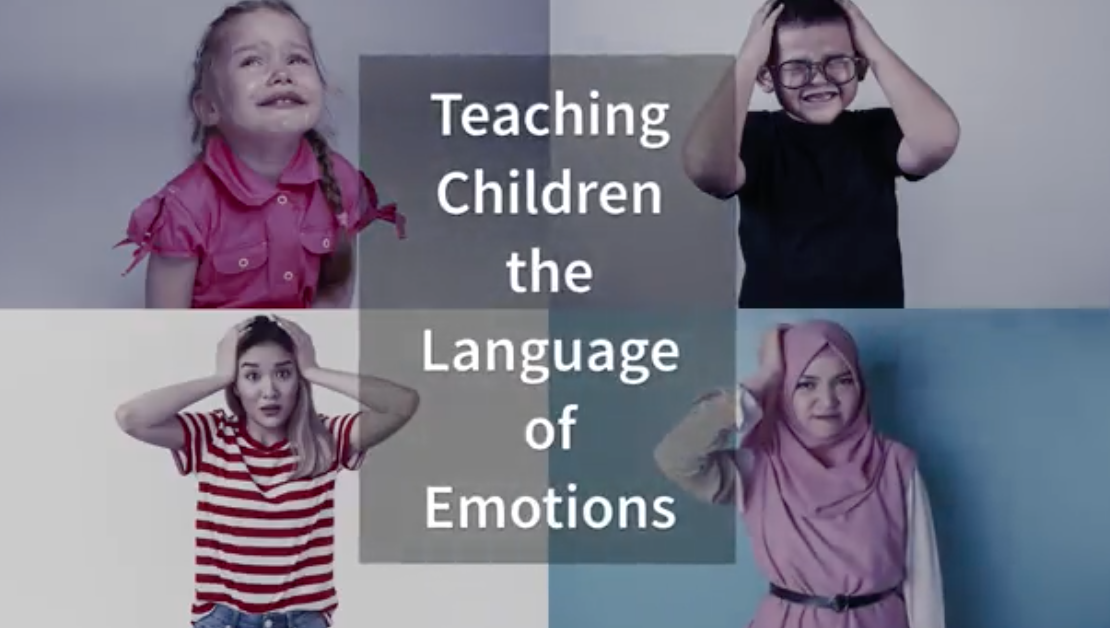 Teaching
Children
the
Language
of
Emotions